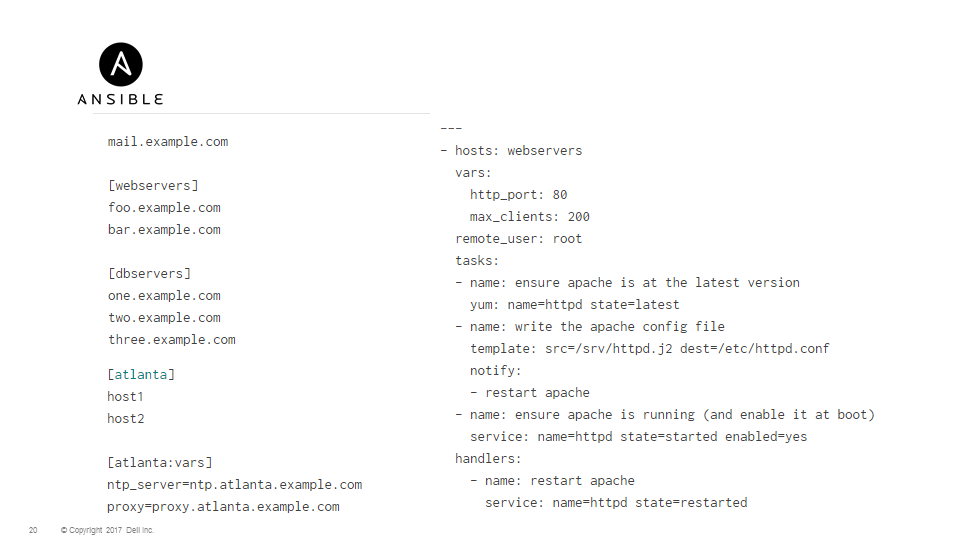 ANSIBLE
mail.example.com
[webservers]
foo.example.com
bar.example.com
[dbservers]
one.example.com
two.example.com
three.example.com
[atlanta]
host1
host2
[atlanta:vars]
ntp_server=ntp.atlanta.example.com
proxy=proxy.atlanta.example.com
---
- hosts: webservers
  vars:
    http_port: 80
    max_clients: 200
  remote_user: root
  tasks:
  - name: ensure apache is at the latest version
    yum: name=httpd state=latest
  - name: write the apache config file
    template: src=/srv/httpd.j2 dest=/etc/httpd.conf
    notify:
    - restart apache
  - name: ensure apache is running (and enable it at boot)
    service: name=httpd state=started enabled=yes
  handlers:
    - name: restart apache
      service: name=httpd state=restarted
20 © Copyright 2017 Dell Inc.